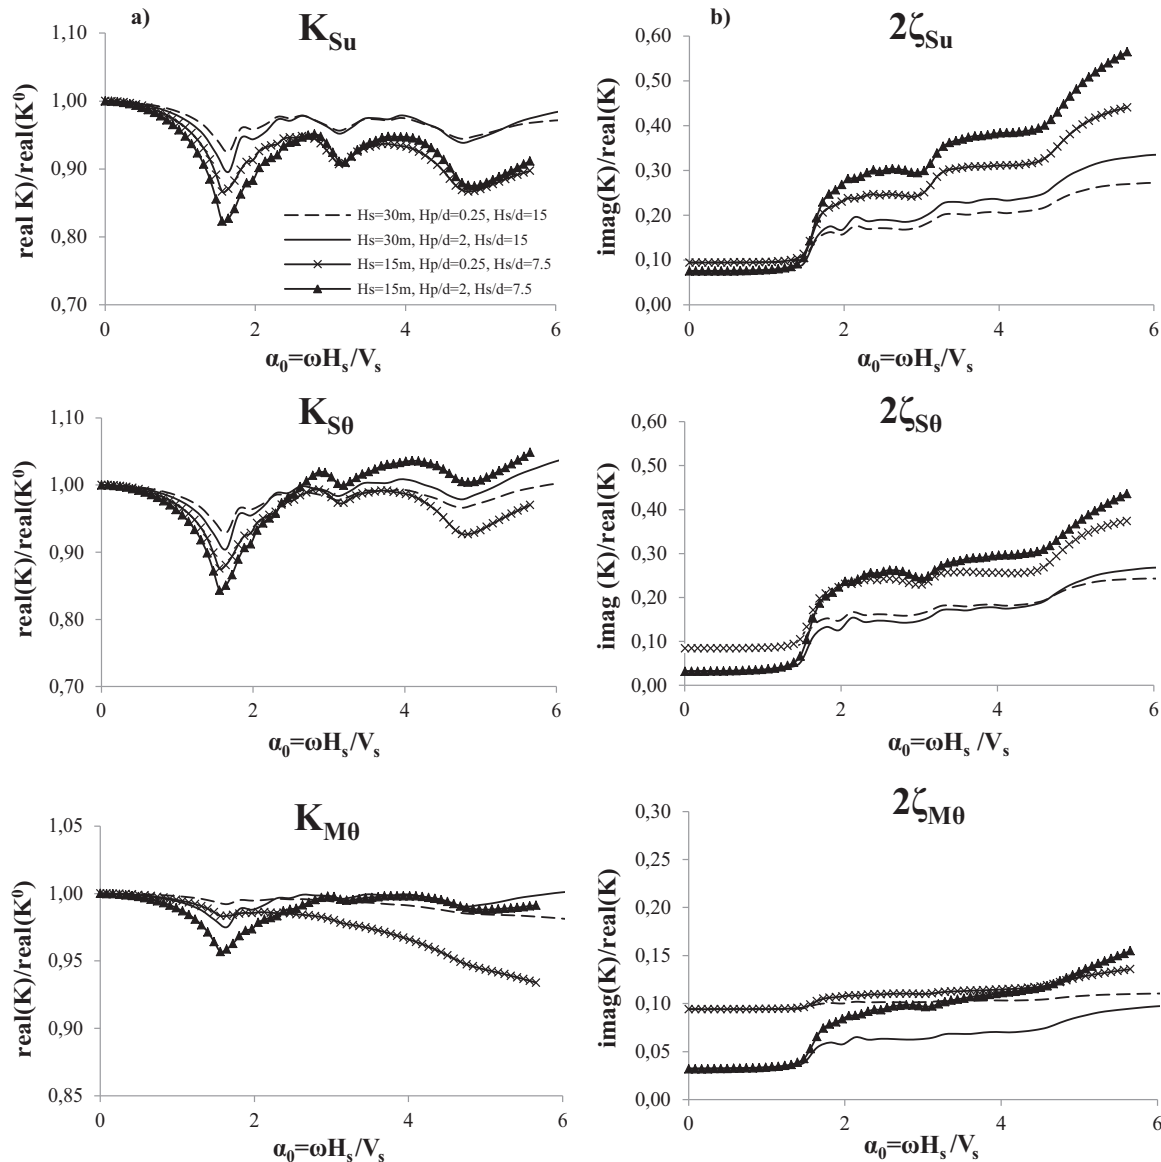 a)
K_Su
real K)/real(K⁰)
1,10
1,00
0,90
0,80
0,70
Hs=30m, Hp/d=0.25, Hs/d=15
Hs=30m, Hp/d=2, Hs/d=15
Hs=15m, Hp/d=0.25, Hs/d=7.5
Hs=15m, Hp/d=2, Hs/d=7.5
0 2 4 6
α₀=ωH_s/V_s
b)
2ζ_Su
imag(K)/real(K)
0,60
0,50
0,40
0,30
0,20
0,10
0,00
0 2 4 6
α₀=ωH_s/V_s
K_Sθ
real(K)/real(K⁰)
1,10
1,00
0,90
0,80
0,70
0 2 4 6
α₀=ωH_s/V_s
2ζ_Sθ
imag (K)/real(K)
0,60
0,50
0,40
0,30
0,20
0,10
0,00
0 2 4 6
α₀=ωH_s /V_s
K_Mθ
real(K)/real(K⁰)
1,05
1,00
0,95
0,90
0,85
0 2 4 6
α₀=ωH_s/V_s
2ζ_Mθ
imag(K)/real(K)
0,30
0,25
0,20
0,15
0,10
0,05
0,00
0 2 4 6
α₀=ωH_s/V_s